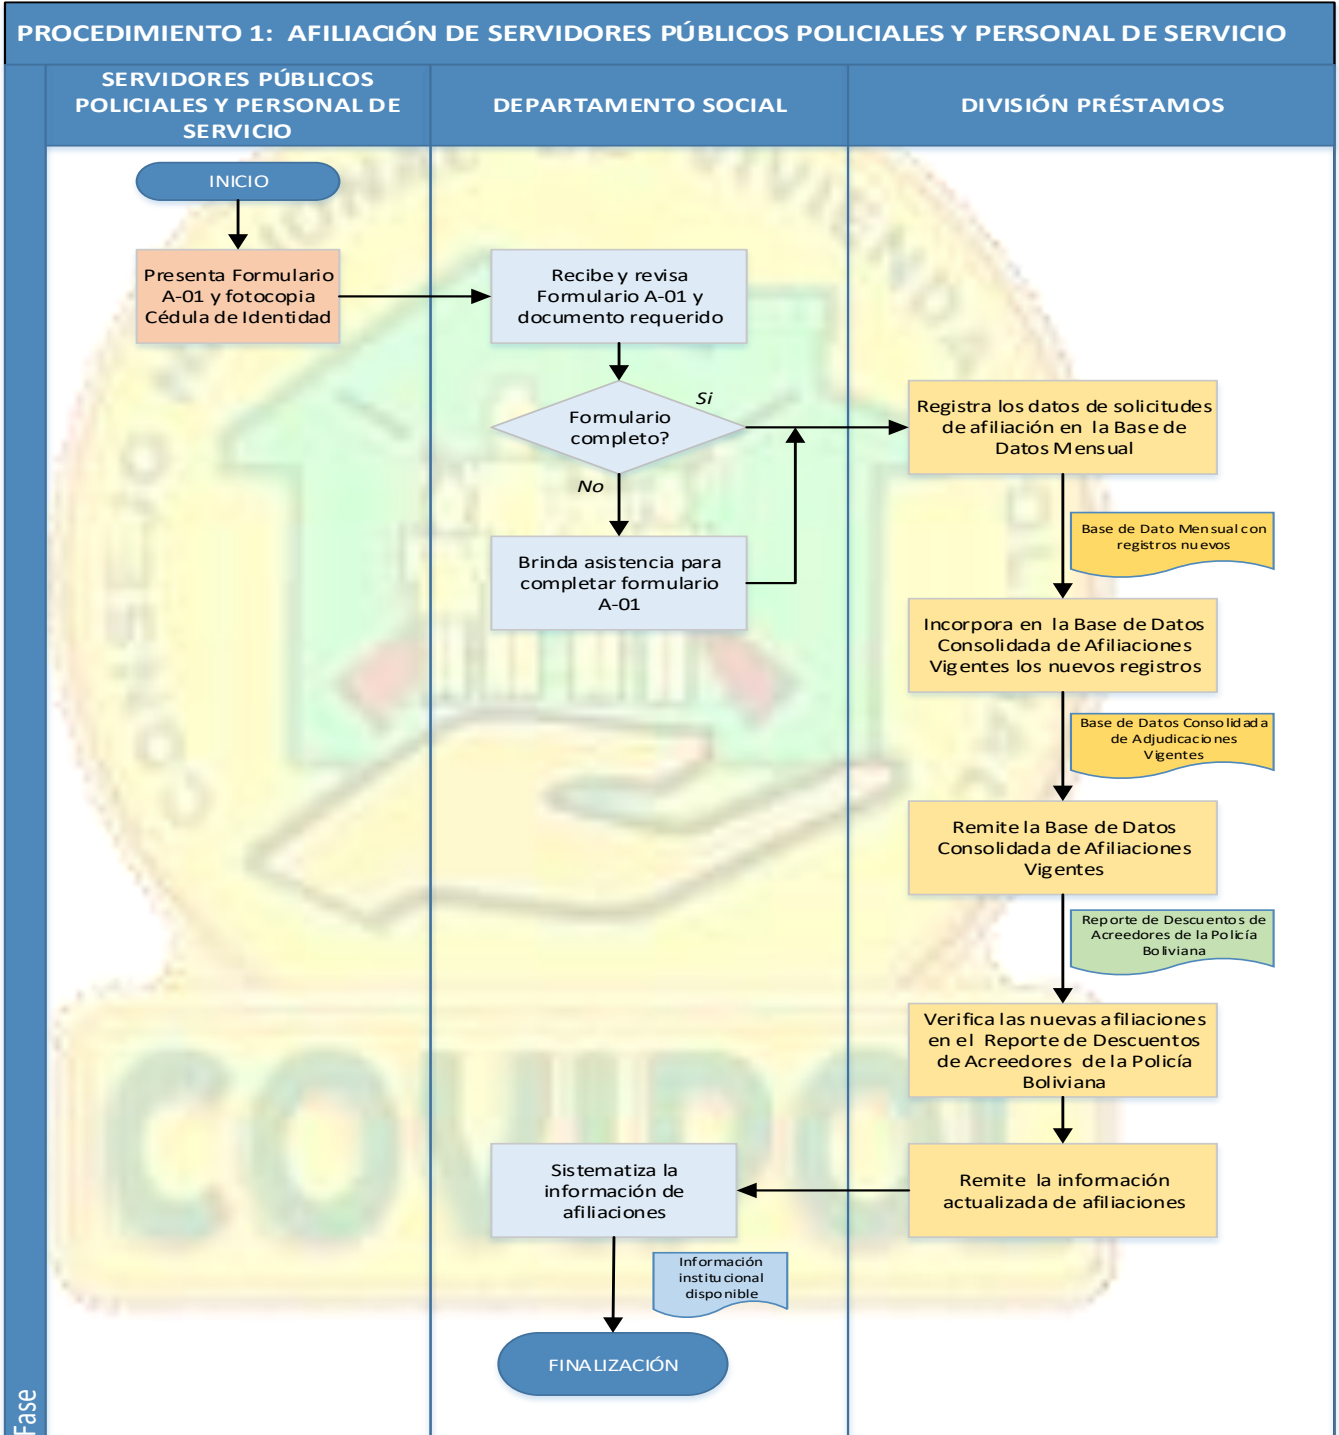 PROCEDIMIENTO 1: AFILIACIÓN DE SERVIDORES PÚBLICOS POLICIALES Y PERSONAL DE SERVICIO
SERVIDORES PÚBLICOS
POLICIALES Y PERSONAL DE
SERVICIO
DEPARTAMENTO SOCIAL
DIVISIÓN PRÉSTAMOS
INICIO
Presenta Formulario
A-01 y fotocopia
Cédula de Identidad
Recibe y revisa
Formulario A-01 y
documento requerido
Formulario
completo?
Si
No
Brinda asistencia para
completar formulario
A-01
Registra los datos de solicitudes
de afiliación en la Base de
Datos Mensual
Base de Dato Mensual con
registros nuevos
Incorpora en la Base de Datos
Consolidada de Afiliaciones
Vigentes los nuevos registros
Base de Datos Consolidada
de Adjudicaciones
Vigentes
Remite la Base de Datos
Consolidada de Afiliaciones
Vigentes
Reporte de Descuentos de
Acreedores de la Policía
Boliviana
Verifica las nuevas afiliaciones
en el Reporte de Descuentos
de Acreedores de la Policía
Boliviana
Remite la información
actualizada de afiliaciones
Sistematiza la
información de
afiliaciones
Información
institucional
disponible
FINALIZACIÓN
Fase
CONSEJO NACIONAL DE VIVIENDA
COVIPOL